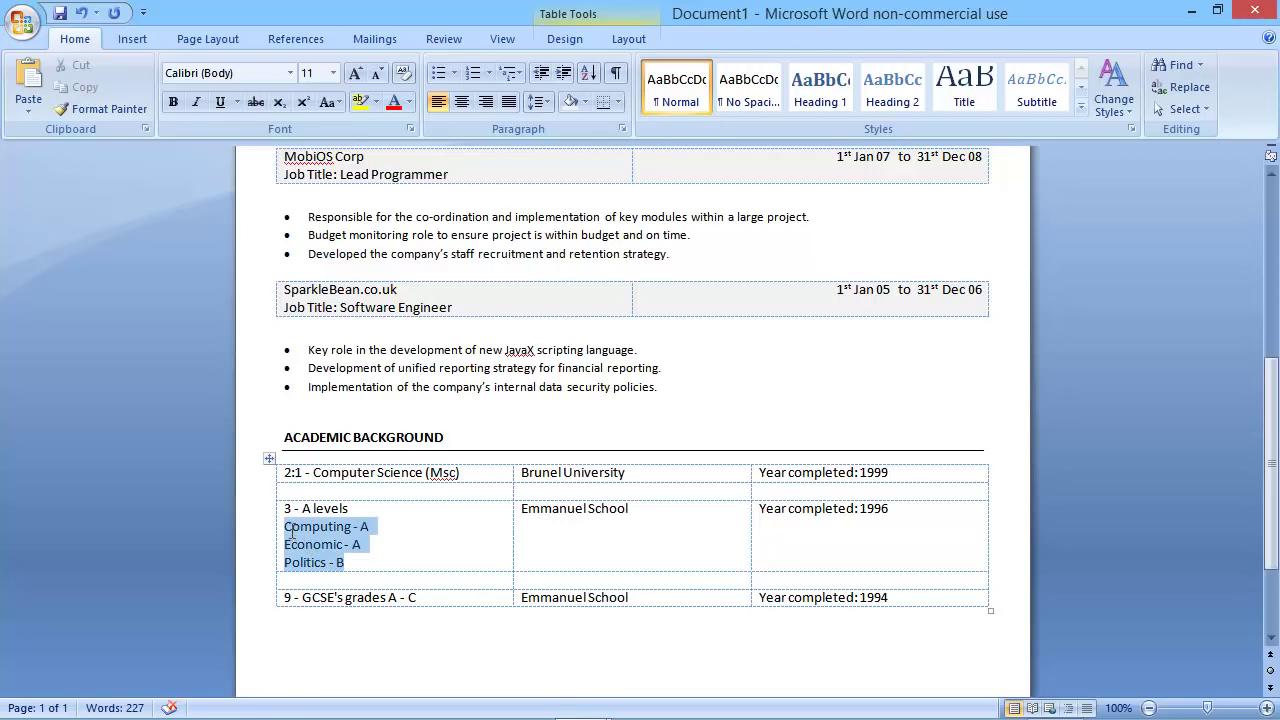 Table Tools
Document1 - Microsoft Word non-commercial use
Home Insert Page Layout References Mailings Review View Design Layout
Paste
Cut
Copy
Format Painter
Clipboard
Calibri (Body) 11
B I U abc X₂ X² Aa
Font
Paragraph
AaBbCcDc AaBbCcDc AaBbCc AaBbCc AaB AaBbCc.
¶ Normal ¶ No Spaci... Heading 1 Heading 2 Title Subtitle
Change Styles
Styles
Find
Replace
Select
Editing
MobiOS Corp 1st Jan 07 to 31st Dec 08
Job Title: Lead Programmer
• Responsible for the co-ordination and implementation of key modules within a large project.
• Budget monitoring role to ensure project is within budget and on time.
• Developed the company's staff recruitment and retention strategy.
SparkleBean.co.uk 1st Jan 05 to 31st Dec 06
Job Title: Software Engineer
• Key role in the development of new JavaX scripting language.
• Development of unified reporting strategy for financial reporting.
• Implementation of the company's internal data security policies.
ACADEMIC BACKGROUND
2:1 - Computer Science (Msc) Brunel University Year completed: 1999
3 - A levels Emmanuel School Year completed: 1996
Computing - A
Economic - A
Politics - B
9 - GCSE's grades A - C Emmanuel School Year completed: 1994
Page: 1 of 1 Words: 227 100%